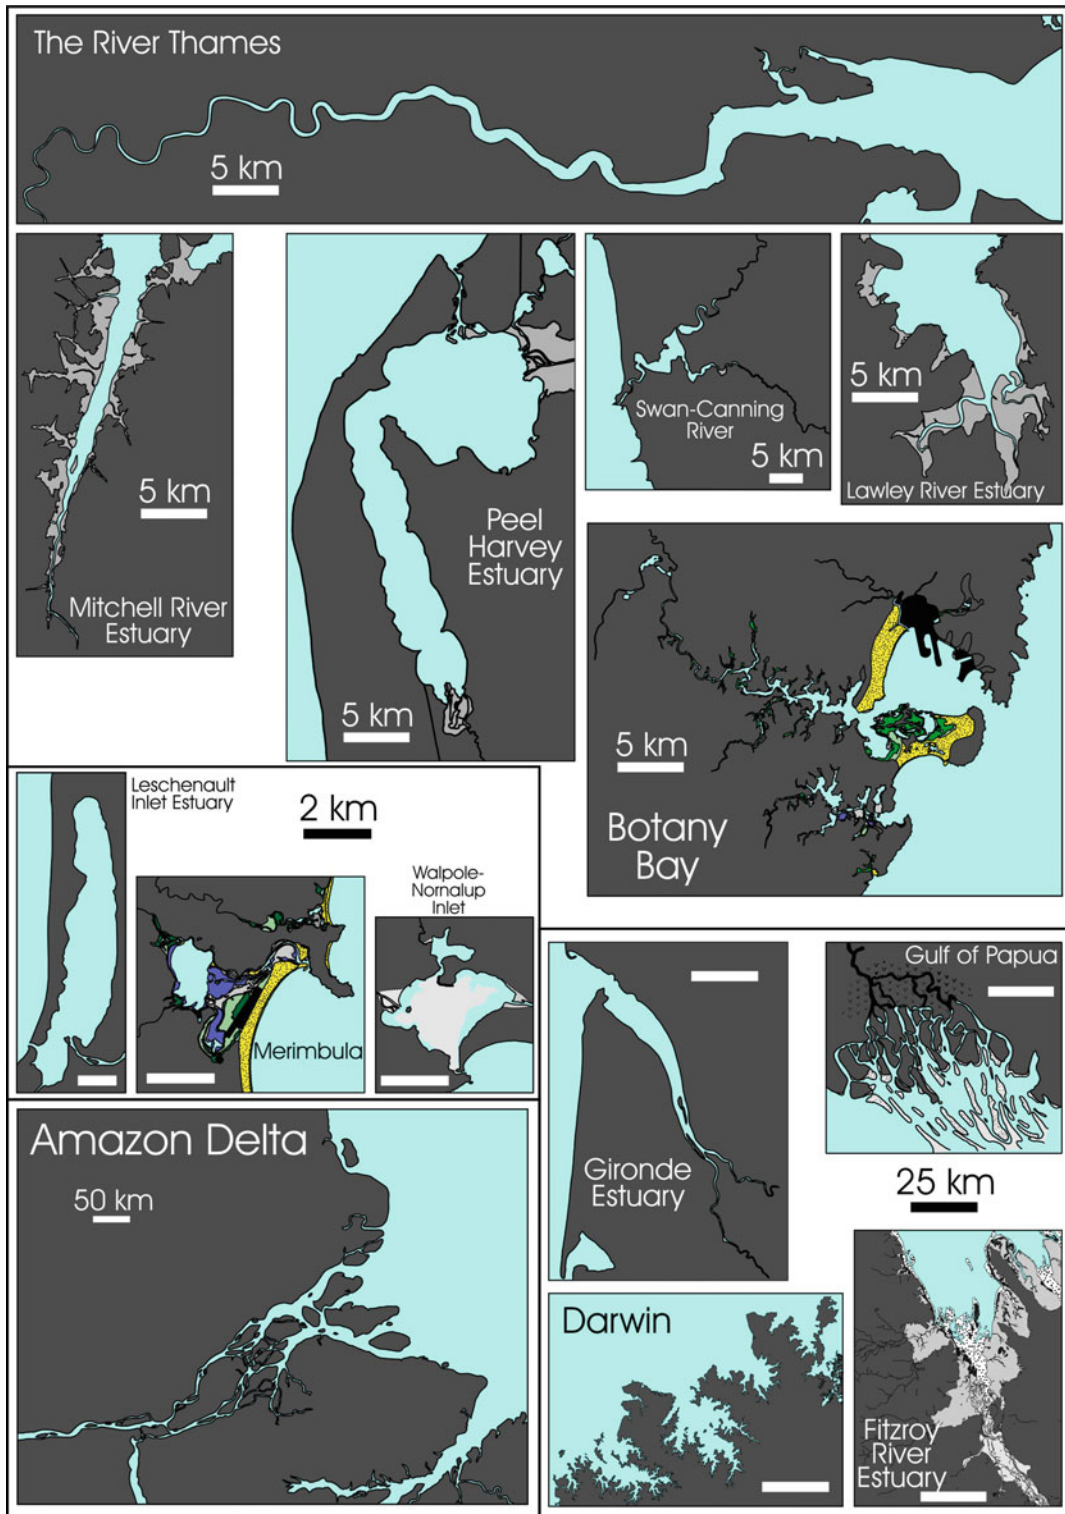 The River Thames
5 km
5 km
Mitchell River
Estuary
Peel
Harvey
Estuary
5 km
Swan-Canning
River
5 km
5 km
Lawley River Estuary
5 km
Botany
Bay
Leschenault
Inlet Estuary
2 km
Merimbula
Walpole-
Nornalup
Inlet
Amazon Delta
50 km
Gironde
Estuary
Gulf of Papua
25 km
Darwin
Fitzroy
River
Estuary